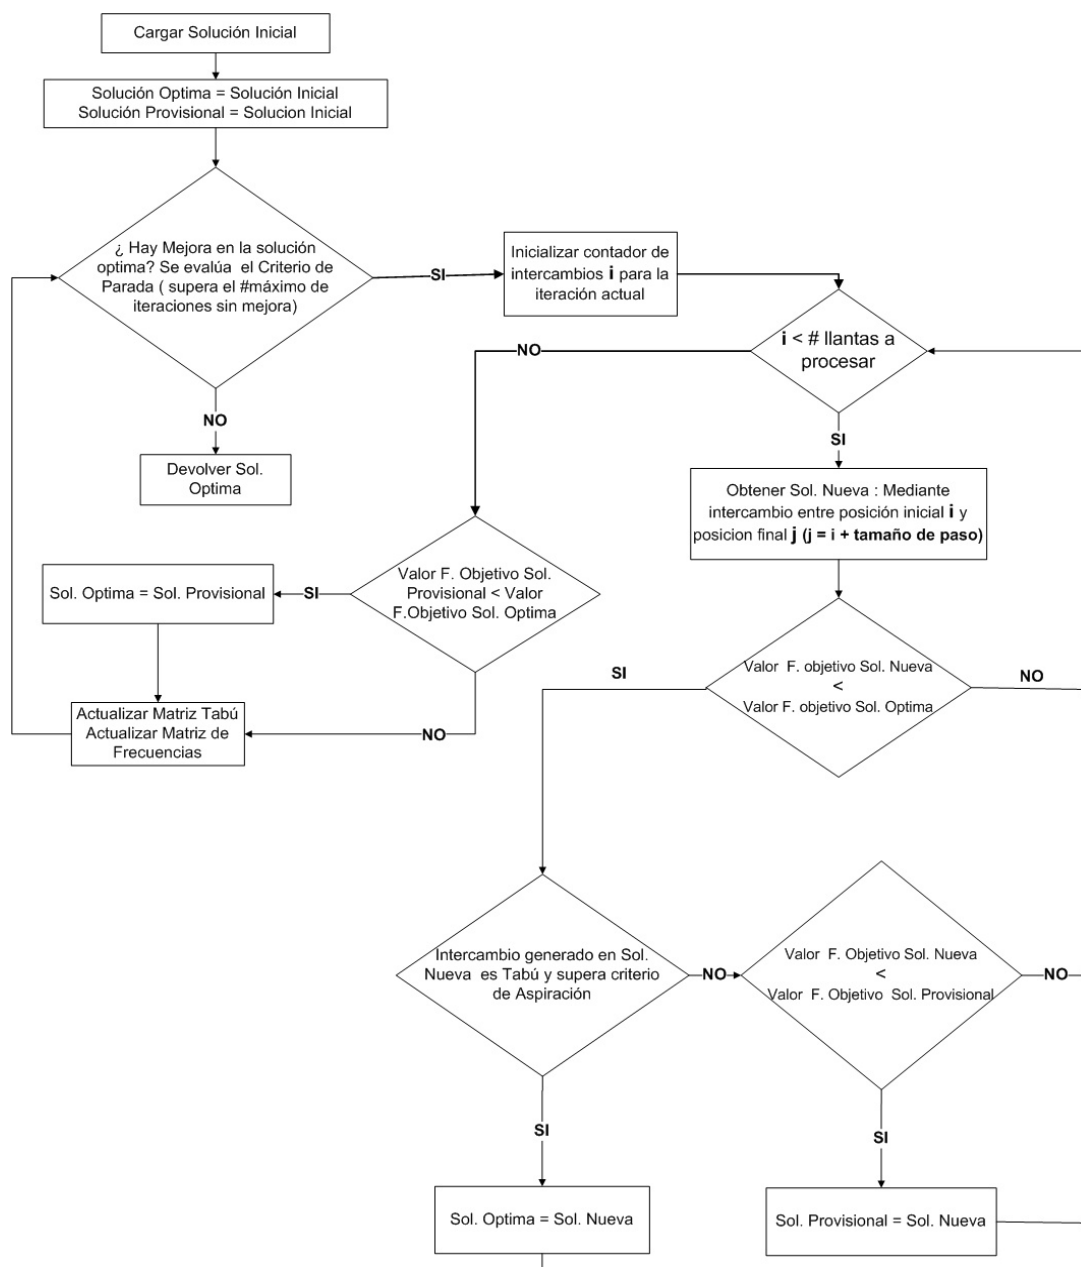 Cargar Solución Inicial
Solución Optima = Solución Inicial
Solución Provisional = Solucion Inicial
¿ Hay Mejora en la solución
optima? Se evalúa el Criterio de
Parada ( supera el #máximo de
iteraciones sin mejora)
SI
Inicializar contador de
intercambios i para la
iteración actual
i < # llantas a
procesar
NO
NO
SI
Devolver Sol.
Optima
Obtener Sol. Nueva : Mediante
intercambio entre posición inicial i y
posicion final j (j = i + tamaño de paso)
Valor F. Objetivo Sol.
Provisional < Valor
F.Objetivo Sol. Optima
SI
Sol. Optima = Sol. Provisional
Valor F. objetivo Sol. Nueva
<
Valor F. objetivo Sol. Optima
SI
NO
Actualizar Matriz Tabú
Actualizar Matriz de
Frecuencias
NO
Intercambio generado en Sol.
Nueva es Tabú y supera criterio
de Aspiración
NO
Valor F. Objetivo Sol. Nueva
<
Valor F. Objetivo Sol. Provisional
NO
SI
SI
Sol. Optima = Sol. Nueva
Sol. Provisional = Sol. Nueva